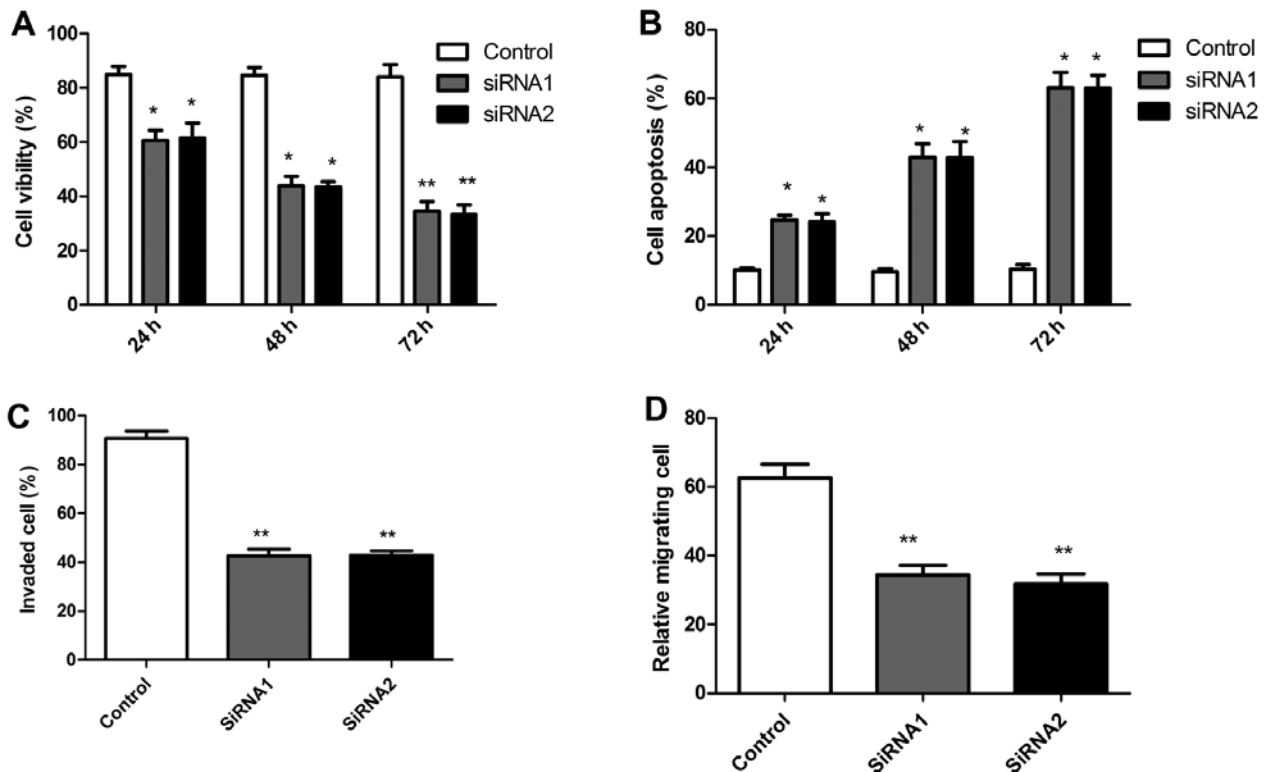 A
Cell vibility (%)
100
80
60
40
20
0
Control
siRNA1
siRNA2
* * * * ** **
24 h 48 h 72 h
B
Cell apoptosis (%)
80
60
40
20
0
Control
siRNA1
siRNA2
* * * * * *
24 h 48 h 72 h
C
Invaded cell (%)
100
80
60
40
20
0
** **
Control SiRNA1 SiRNA2
D
Relative migrating cell
80
60
40
20
0
** **
Control SiRNA1 SiRNA2